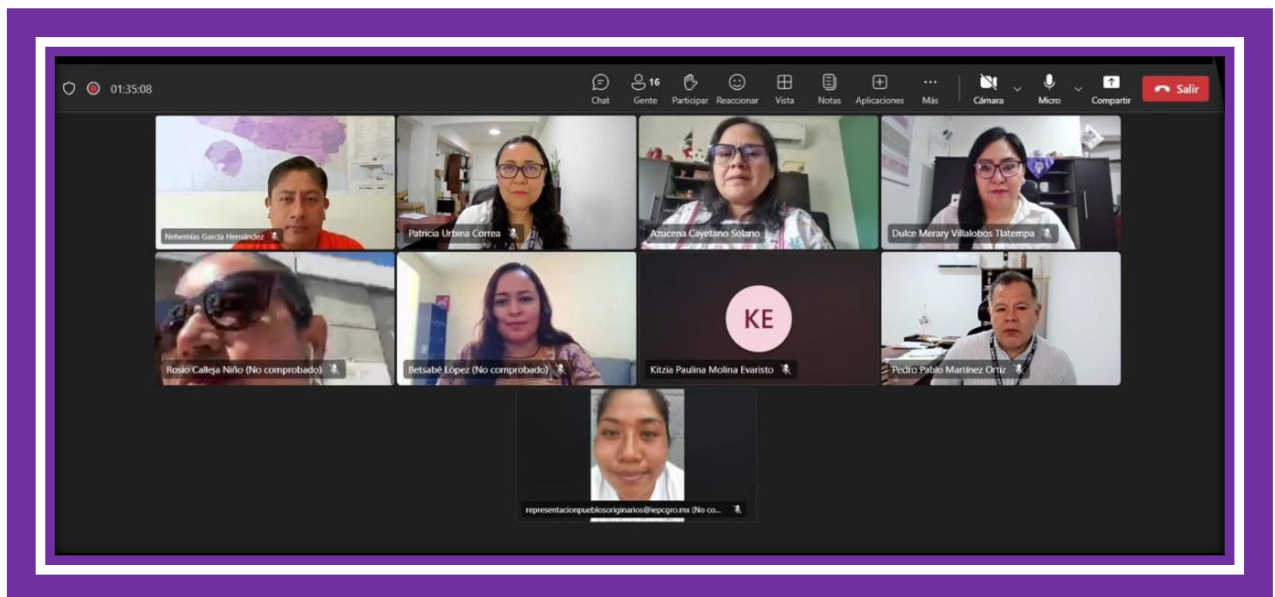 01:35:08
16
Chat
Gente
Participar
Reaccionar
Vista
Notas
Aplicaciones
Más
Cámara
Micro
Compartir
Salir
Nehemías García Hernández
Patricia Urbina Correa
Azucena Cayetano Solano
Dulce Merary Villalobos Tlatempa
Rosio Calleja Niño (No comprobado)
Betsabé López (No comprobado)
KE
Kitzia Paulina Molina Evaristo
Pedro Pablo Martínez Ortiz
representacionpueblosoriginarios@iepcgro.mx (No co...